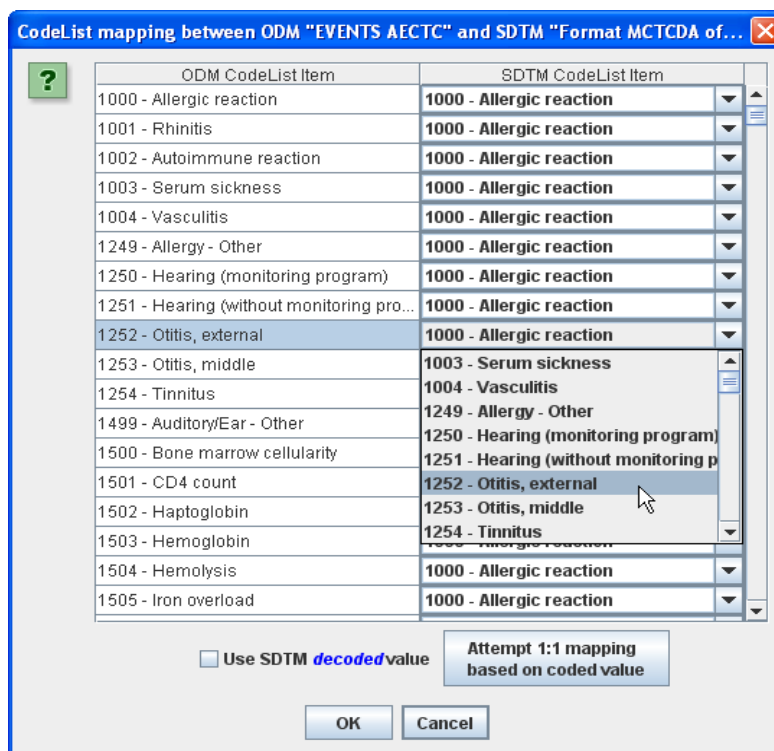 CodeList mapping between ODM "EVENTS AECTC" and SDTM "Format MCTCDA of...
?
ODM CodeList Item SDTM CodeList Item
1000 - Allergic reaction 1000 - Allergic reaction
1001 - Rhinitis 1000 - Allergic reaction
1002 - Autoimmune reaction 1000 - Allergic reaction
1003 - Serum sickness 1000 - Allergic reaction
1004 - Vasculitis 1000 - Allergic reaction
1249 - Allergy - Other 1000 - Allergic reaction
1250 - Hearing (monitoring program) 1000 - Allergic reaction
1251 - Hearing (without monitoring pro... 1000 - Allergic reaction
1252 - Otitis, external 1000 - Allergic reaction
1253 - Otitis, middle
1254 - Tinnitus
1499 - Auditory/Ear - Other
1500 - Bone marrow cellularity
1501 - CD4 count
1502 - Haptoglobin
1503 - Hemoglobin
1003 - Serum sickness
1004 - Vasculitis
1249 - Allergy - Other
1250 - Hearing (monitoring program)
1251 - Hearing (without monitoring p
1252 - Otitis, external
1253 - Otitis, middle
1254 - Tinnitus
1504 - Hemolysis 1000 - Allergic reaction
1505 - Iron overload 1000 - Allergic reaction
Use SDTM decoded value
Attempt 1:1 mapping
based on coded value
OK Cancel